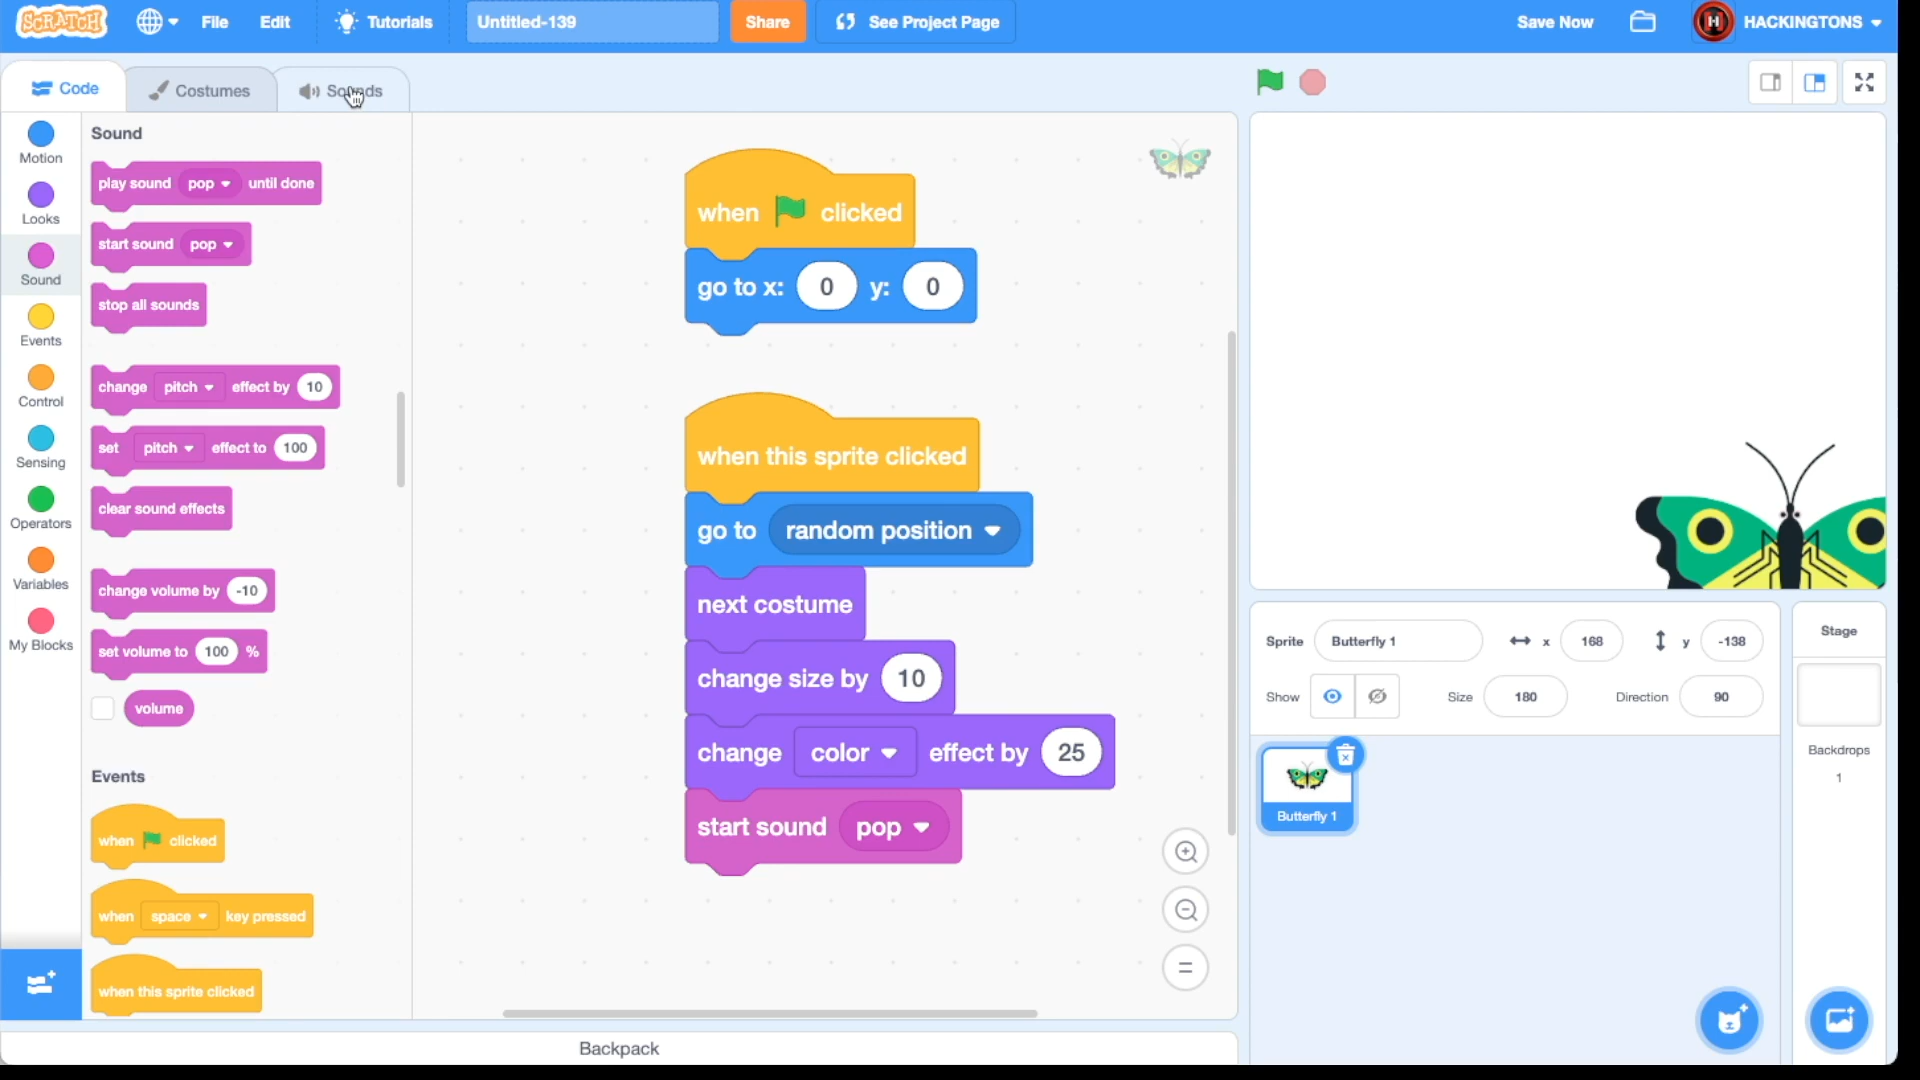 SCRATCH File Edit Tutorials Untitled-139 Share See Project Page Save Now H HACKINGTONS
Code Costumes Sounds
Motion
Looks
Sound
Events
Control
Sensing
Operators
Variables
My Blocks
Sound
play sound pop until done
start sound pop
stop all sounds
change pitch effect by 10
set pitch effect to 100
clear sound effects
change volume by -10
set volume to 100 %
volume
Events
when clicked
when space key pressed
when this sprite clicked
when clicked
go to x: 0 y: 0
when this sprite clicked
go to random position
next costume
change size by 10
change color effect by 25
start sound pop
Backpack
Sprite Butterfly 1 x 168 y -138
Show Size 180 Direction 90
Butterfly 1
Stage
Backdrops
1